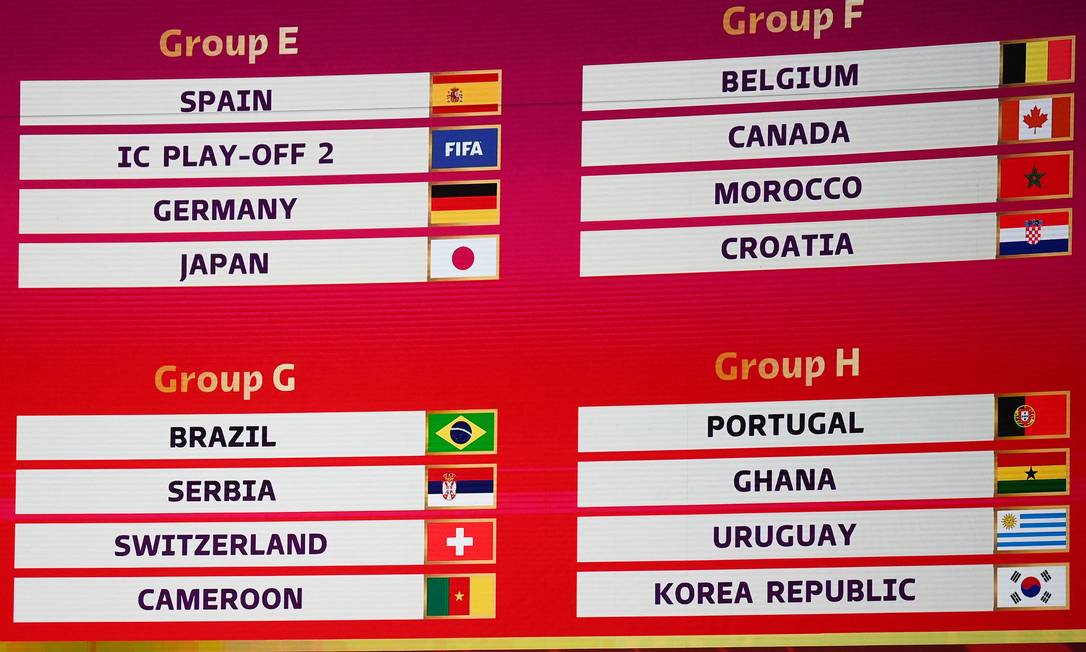 Group E
SPAIN
IC PLAY-OFF 2
FIFA
GERMANY
JAPAN
Group F
BELGIUM
CANADA
MOROCCO
CROATIA
Group G
BRAZIL
SERBIA
SWITZERLAND
CAMEROON
Group H
PORTUGAL
GHANA
URUGUAY
KOREA REPUBLIC